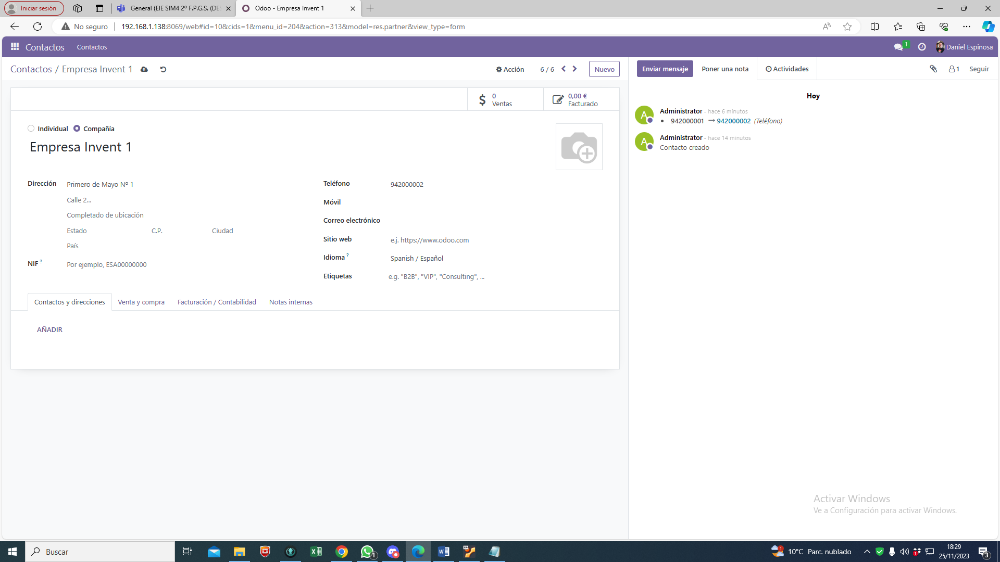 Iniciar sesión
General (EIE SIM4 2º F.P.G.S. (DES
Odoo - Empresa Invent 1
No seguro
192.168.1.138:8069/web#id=10&cids=1&menu_id=204&action=313&model=res.partner&view_type=form
Contactos
Contactos
1
Daniel Espinosa
Contactos / Empresa Invent 1
Acción
6 / 6
Nuevo
Enviar mensaje
Poner una nota
Actividades
1
Seguir
0
Ventas
0,00 €
Facturado
Individual
Compañía
Empresa Invent 1
Dirección
Primero de Mayo Nº 1
Calle 2...
Completado de ubicación
Estado
C.P.
Ciudad
País
NIF ?
Por ejemplo, ESA00000000
Teléfono
942000002
Móvil
Correo electrónico
Sitio web
e.j. https://www.odoo.com
Idioma ?
Spanish / Español
Etiquetas
e.g. "B2B", "VIP", "Consulting", ...
Contactos y direcciones
Venta y compra
Facturación / Contabilidad
Notas internas
AÑADIR
Hoy
A
Administrator - hace 6 minutos
942000001 → 942000002 (Teléfono)
A
Administrator - hace 14 minutos
Contacto creado
Activar Windows
Ve a Configuración para activar Windows.
Buscar
1
64
1
10°C Parc. nublado
1
18:29
25/11/2023
3